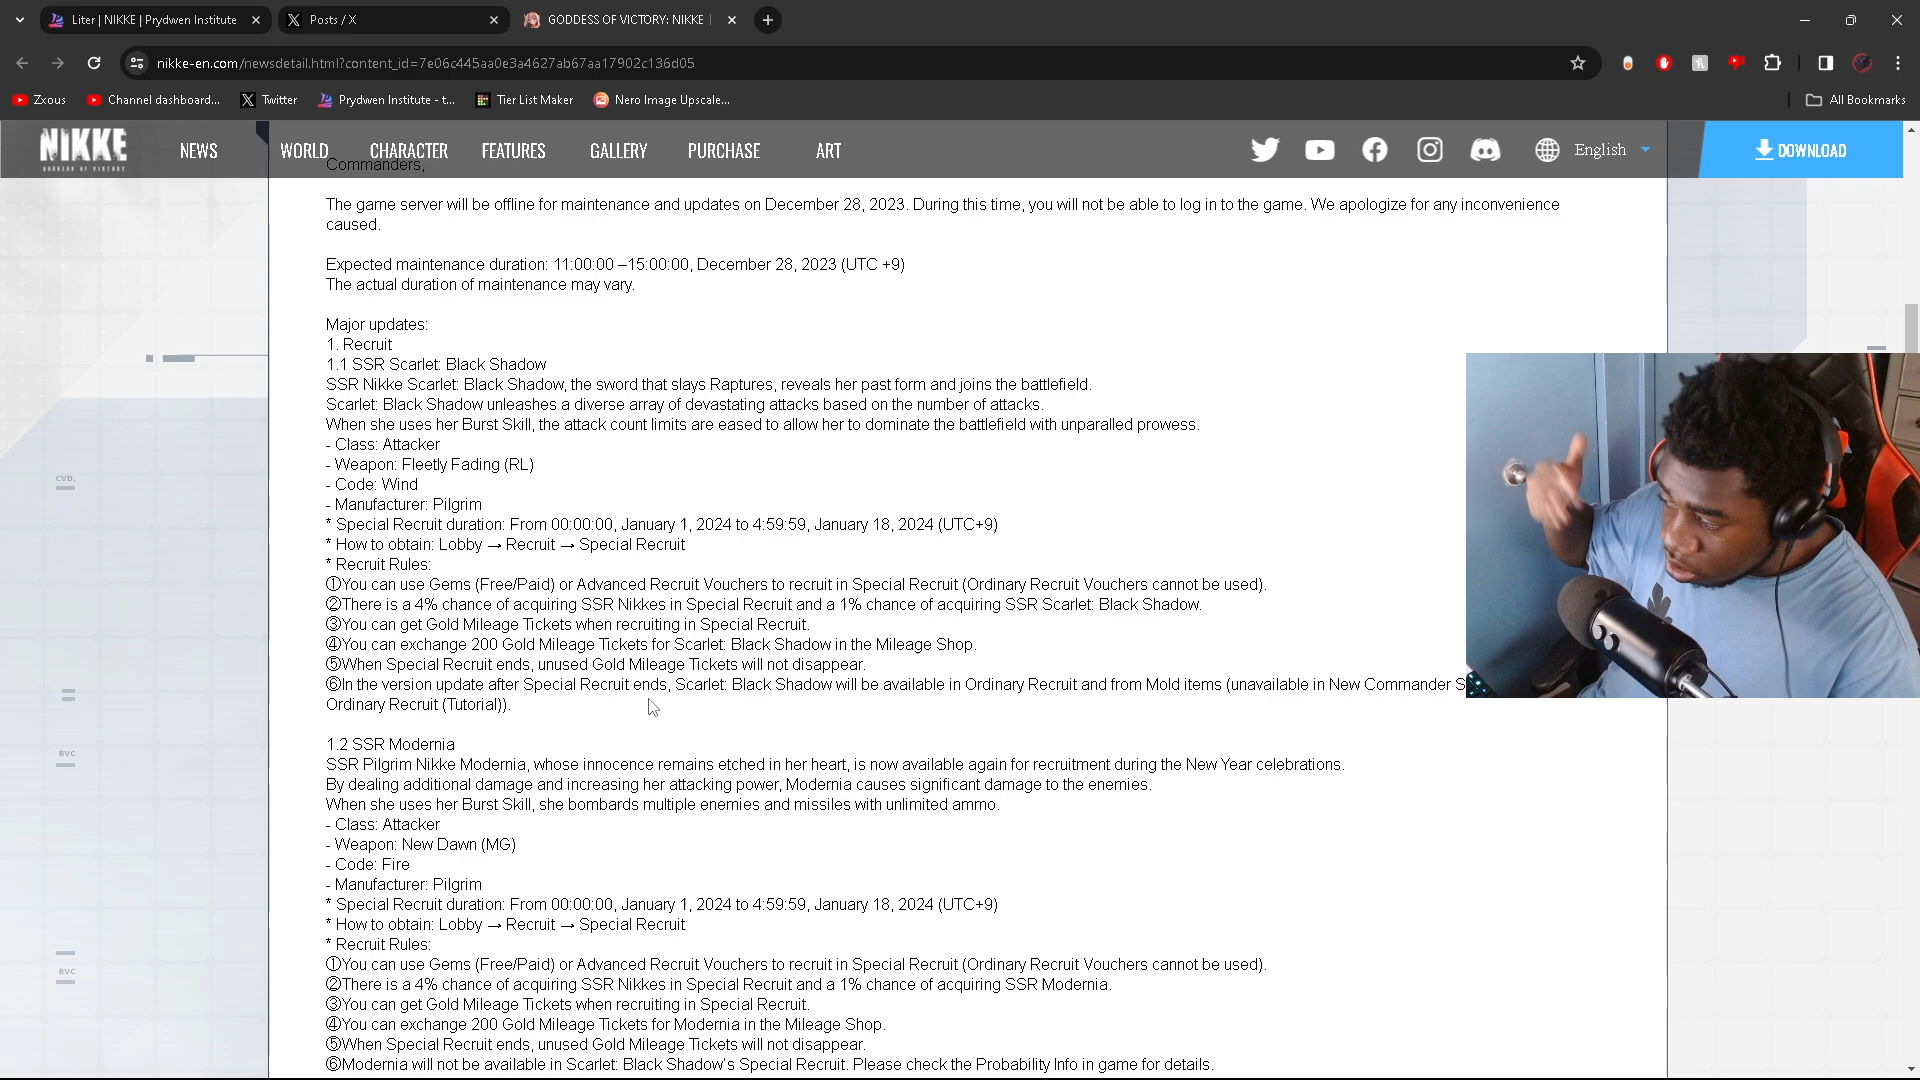 Liter | NIKKE | Prydwen Institute
Posts / X
GODDESS OF VICTORY: NIKKE |
nikke-en.com/newsdetail.html?content_id=7e06c445aa0e3a4627ab67aa17902c136d05
Zxous
Channel dashboard...
Twitter
Prydwen Institute - t...
Tier List Maker
Nero Image Upscale...
All Bookmarks
NIKKE
GODDESS OF VICTORY
NEWS
WORLD
CHARACTER
FEATURES
GALLERY
PURCHASE
ART
English
DOWNLOAD
Commanders,
The game server will be offline for maintenance and updates on December 28, 2023. During this time, you will not be able to log in to the game. We apologize for any inconvenience
caused.
Expected maintenance duration: 11:00:00 –15:00:00, December 28, 2023 (UTC +9)
The actual duration of maintenance may vary.
Major updates:
1. Recruit
1.1 SSR Scarlet: Black Shadow
SSR Nikke Scarlet: Black Shadow, the sword that slays Raptures, reveals her past form and joins the battlefield.
Scarlet: Black Shadow unleashes a diverse array of devastating attacks based on the number of attacks.
When she uses her Burst Skill, the attack count limits are eased to allow her to dominate the battlefield with unparalled prowess.
- Class: Attacker
- Weapon: Fleetly Fading (RL)
- Code: Wind
- Manufacturer: Pilgrim
* Special Recruit duration: From 00:00:00, January 1, 2024 to 4:59:59, January 18, 2024 (UTC+9)
* How to obtain: Lobby → Recruit → Special Recruit
* Recruit Rules:
①You can use Gems (Free/Paid) or Advanced Recruit Vouchers to recruit in Special Recruit (Ordinary Recruit Vouchers cannot be used).
②There is a 4% chance of acquiring SSR Nikkes in Special Recruit and a 1% chance of acquiring SSR Scarlet: Black Shadow.
③You can get Gold Mileage Tickets when recruiting in Special Recruit.
④You can exchange 200 Gold Mileage Tickets for Scarlet: Black Shadow in the Mileage Shop.
⑤When Special Recruit ends, unused Gold Mileage Tickets will not disappear.
⑥In the version update after Special Recruit ends, Scarlet: Black Shadow will be available in Ordinary Recruit and from Mold items (unavailable in New Commander S
Ordinary Recruit (Tutorial)).
1.2 SSR Modernia
SSR Pilgrim Nikke Modernia, whose innocence remains etched in her heart, is now available again for recruitment during the New Year celebrations.
By dealing additional damage and increasing her attacking power, Modernia causes significant damage to the enemies.
When she uses her Burst Skill, she bombards multiple enemies and missiles with unlimited ammo.
- Class: Attacker
- Weapon: New Dawn (MG)
- Code: Fire
- Manufacturer: Pilgrim
* Special Recruit duration: From 00:00:00, January 1, 2024 to 4:59:59, January 18, 2024 (UTC+9)
* How to obtain: Lobby → Recruit → Special Recruit
* Recruit Rules:
①You can use Gems (Free/Paid) or Advanced Recruit Vouchers to recruit in Special Recruit (Ordinary Recruit Vouchers cannot be used).
②There is a 4% chance of acquiring SSR Nikkes in Special Recruit and a 1% chance of acquiring SSR Modernia.
③You can get Gold Mileage Tickets when recruiting in Special Recruit.
④You can exchange 200 Gold Mileage Tickets for Modernia in the Mileage Shop.
⑤When Special Recruit ends, unused Gold Mileage Tickets will not disappear.
⑥Modernia will not be available in Scarlet: Black Shadow's Special Recruit. Please check the Probability Info in game for details.
CVD.
BVC
BVC